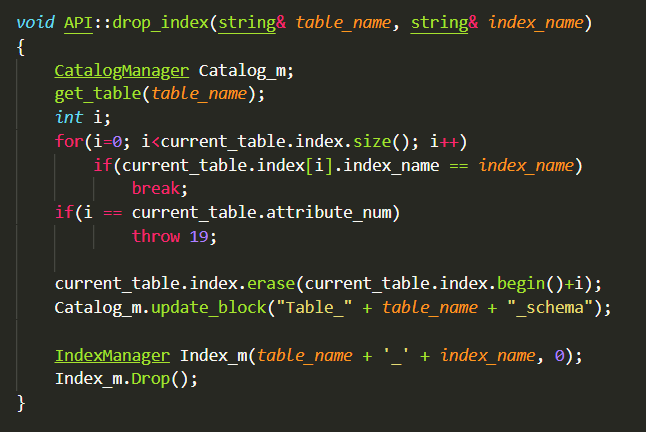 void API::drop_index(string& table_name, string& index_name)
{
    CatalogManager Catalog_m;
    get_table(table_name);
    int i;
    for(i=0; i<current_table.index.size(); i++)
        if(current_table.index[i].index_name == index_name)
            break;
    if(i == current_table.attribute_num)
            throw 19;
    current_table.index.erase(current_table.index.begin()+i);
    Catalog_m.update_block("Table_" + table_name + "_schema");
    IndexManager Index_m(table_name + '_' + index_name, 0);
    Index_m.Drop();
}